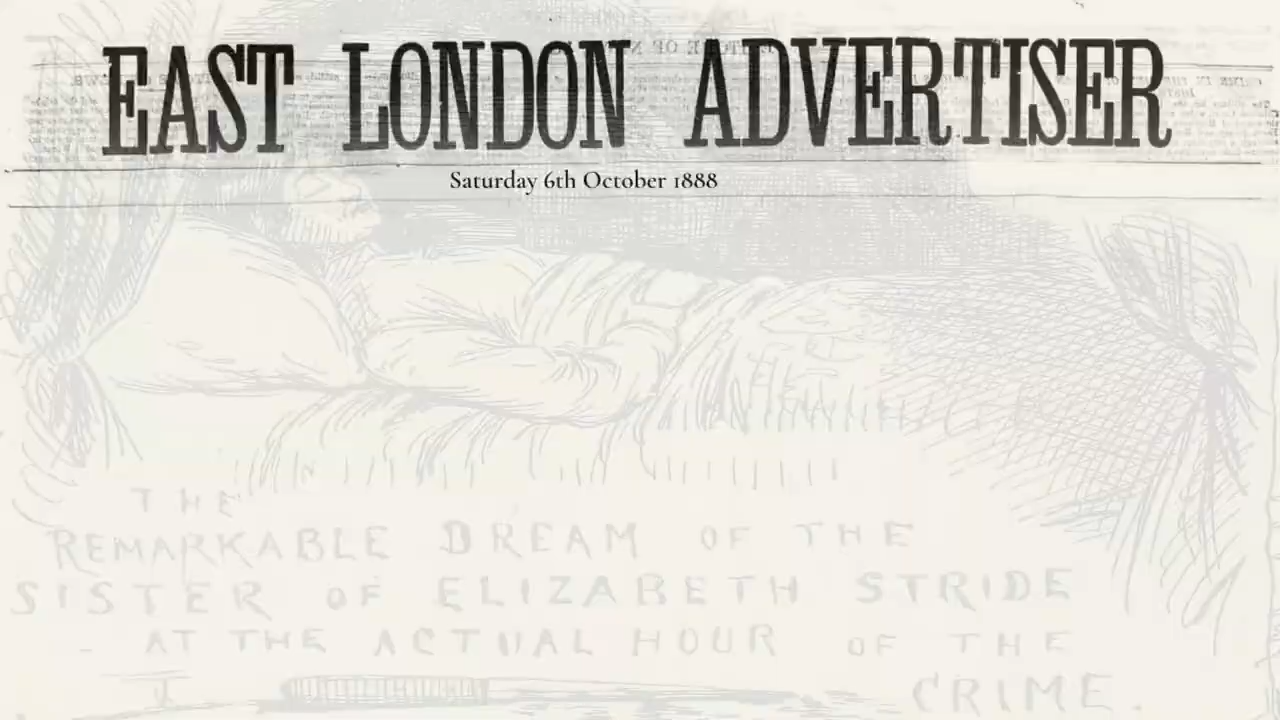 EAST LONDON ADVERTISER
Saturday 6th October 1888
THE
REMARKABLE DREAM OF THE
SISTER OF ELIZABETH STRIDE
- AT THE ACTUAL HOUR OF THE
CRIME.